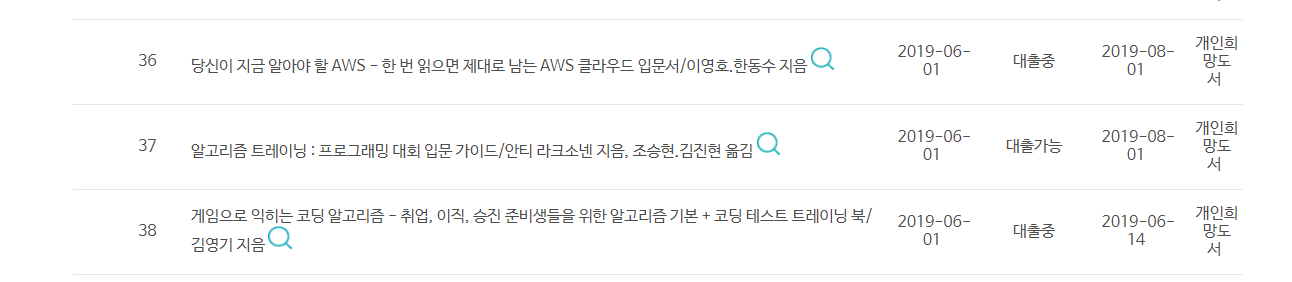 36 당신이 지금 알아야 할 AWS - 한 번 읽으면 제대로 남는 AWS 클라우드 입문서/이영호.한동수 지음 2019-06-01 대출중 2019-08-01 개인희망도서
37 알고리즘 트레이닝 : 프로그래밍 대회 입문 가이드/안티 라크소넨 지음, 조승현.김진현 옮김 2019-06-01 대출가능 2019-08-01 개인희망도서
38 게임으로 익히는 코딩 알고리즘 - 취업, 이직, 승진 준비생들을 위한 알고리즘 기본 + 코딩 테스트 트레이닝 북/
김영기 지음 2019-06-01 대출중 2019-06-14 개인희망도서